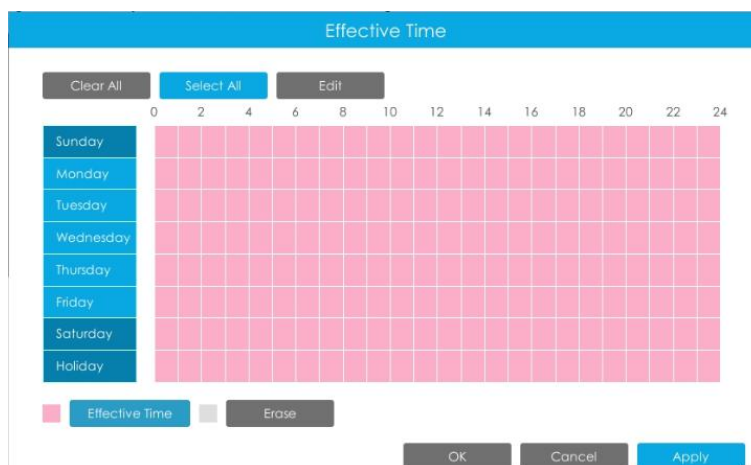 Effective Time
Clear All Select All Edit
0 2 4 6 8 10 12 14 16 18 20 22 24
Sunday
Monday
Tuesday
Wednesday
Thursday
Friday
Saturday
Holiday
Effective Time Erase
OK Cancel Apply